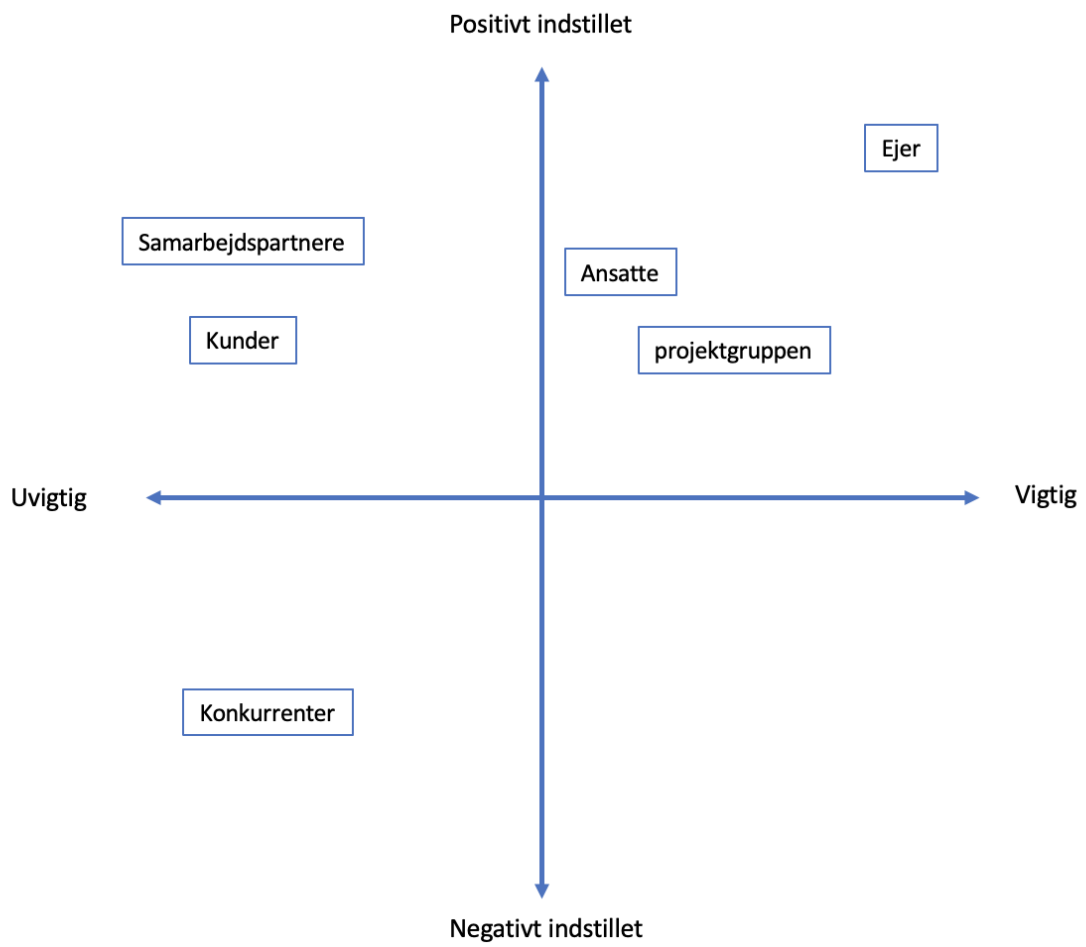 Positivt indstillet
Ejer
Samarbejdspartnere
Ansatte
Kunder
projektgruppen
Uvigtig
Vigtig
Konkurrenter
Negativt indstillet